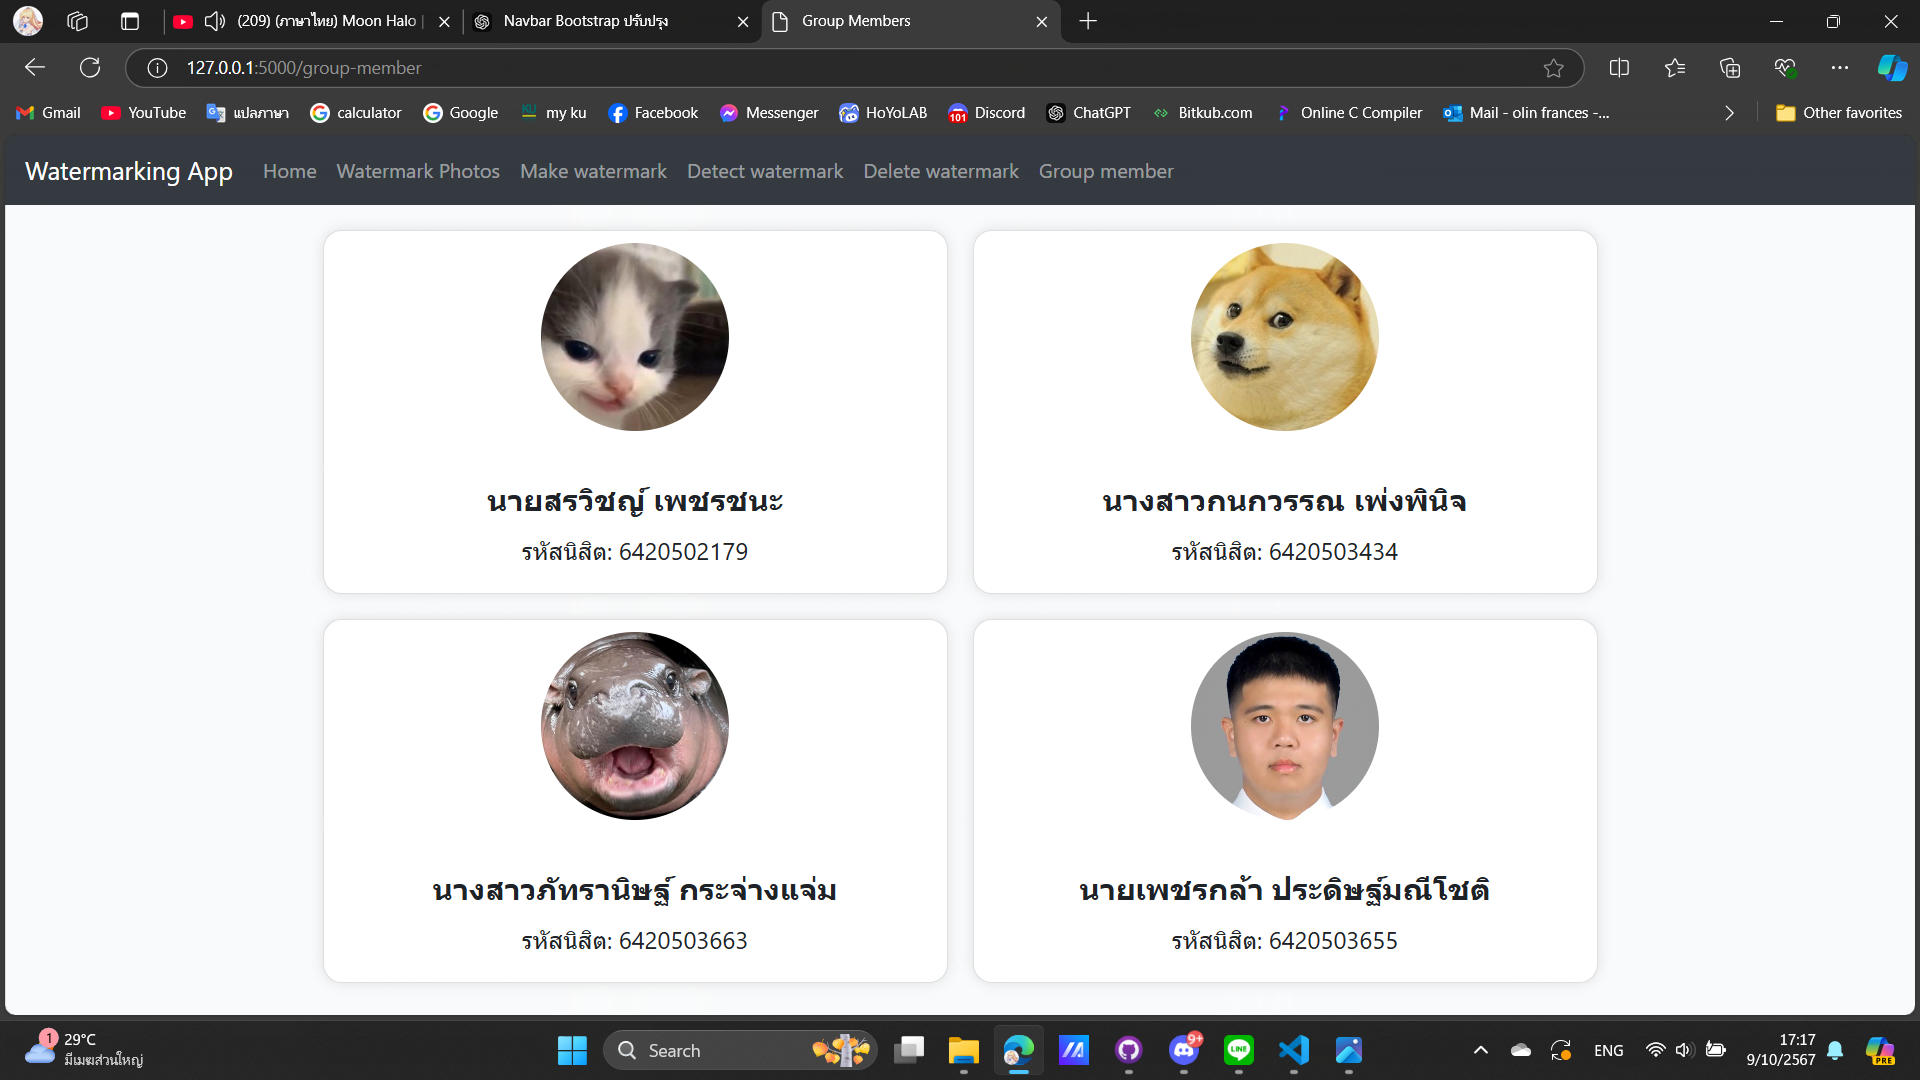 (209) (ภาษาไทย) Moon Halo |
Navbar Bootstrap ปรับปรุง
Group Members
127.0.0.1:5000/group-member
Gmail
YouTube
แปลภาษา
calculator
Google
my ku
Facebook
Messenger
HoYoLAB
Discord
ChatGPT
Bitkub.com
Online C Compiler
Mail - olin frances -...
Other favorites
Watermarking App
Home
Watermark Photos
Make watermark
Detect watermark
Delete watermark
Group member
นายสรวิชญ์ เพชรชนะ
รหัสนิสิต: 6420502179
นางสาวกนกวรรณ เพ่งพินิจ
รหัสนิสิต: 6420503434
นางสาวภัทรานิษฐ์ กระจ่างแจ่ม
รหัสนิสิต: 6420503663
นายเพชรกล้า ประดิษฐ์มณีโชติ
รหัสนิสิต: 6420503655
1
29°C
มีเมฆส่วนใหญ่
Search
9+
LINE
ENG
17:17
9/10/2567
PRE